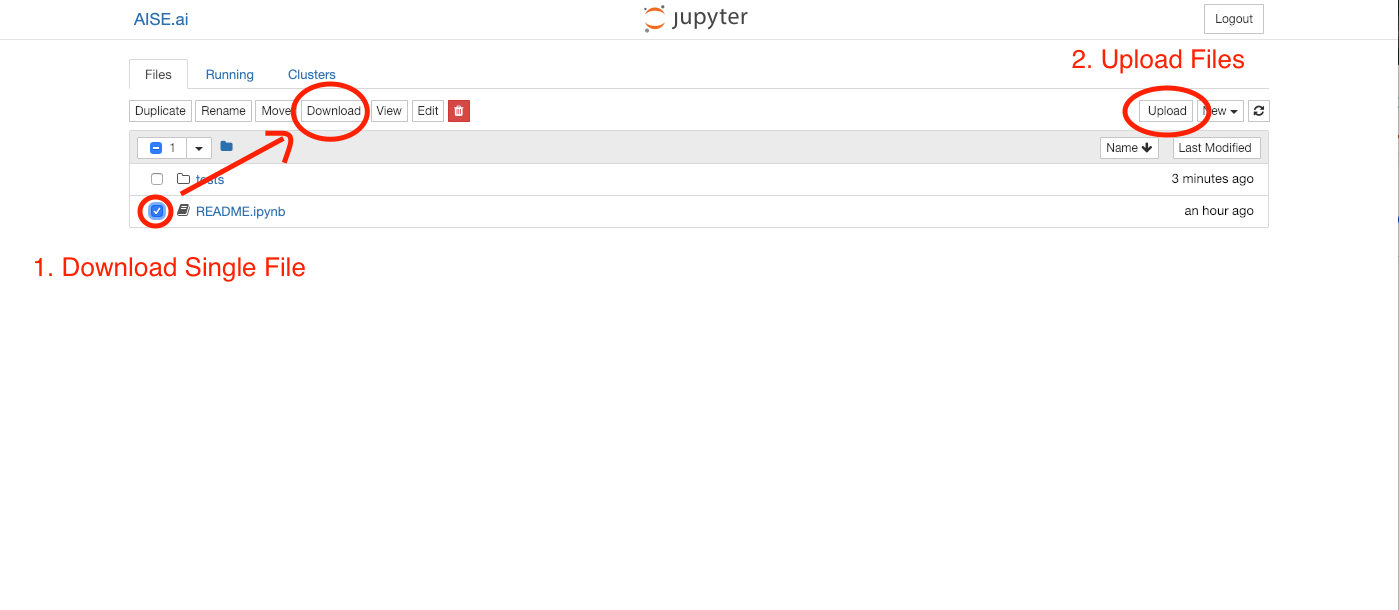 AISE.ai jupyter Logout
2. Upload Files
Files Running Clusters
Duplicate Rename Move Download View Edit Upload New
1 Name Last Modified
tests 3 minutes ago
README.ipynb an hour ago
1. Download Single File